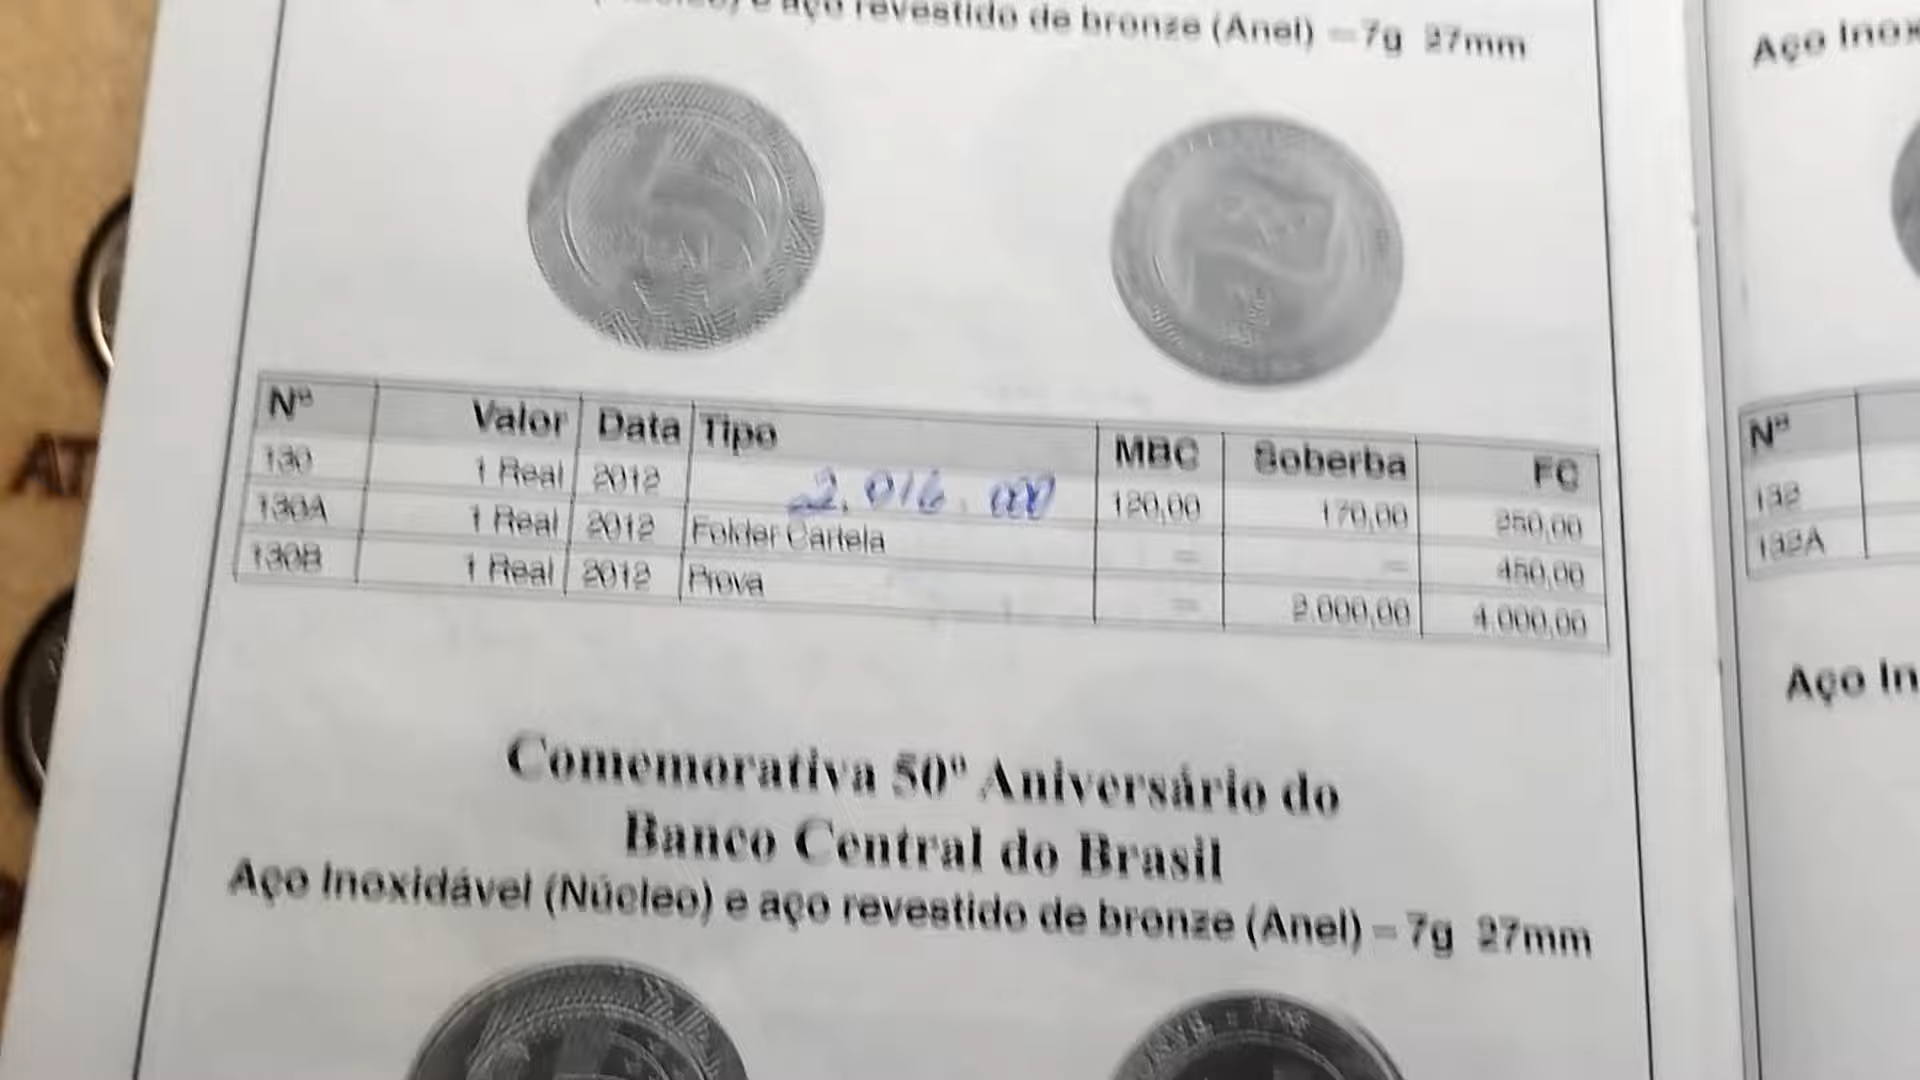 e aço revestido de bronze (Anel) – 7g 27mm
Nº Valor Data Tipo MBC Soberba FC
130 1 Real 2012 2.016.000 120,00 170,00 250,00
130A 1 Real 2012 Folder Cartela – – 450,00
130B 1 Real 2012 Prova – 2.000,00 4.000,00
Comemorativa 50º Aniversário do
Banco Central do Brasil
Aço Inoxidável (Núcleo) e aço revestido de bronze (Anel) – 7g 27mm
Aço Inox
Nº
132
132A
Aço In